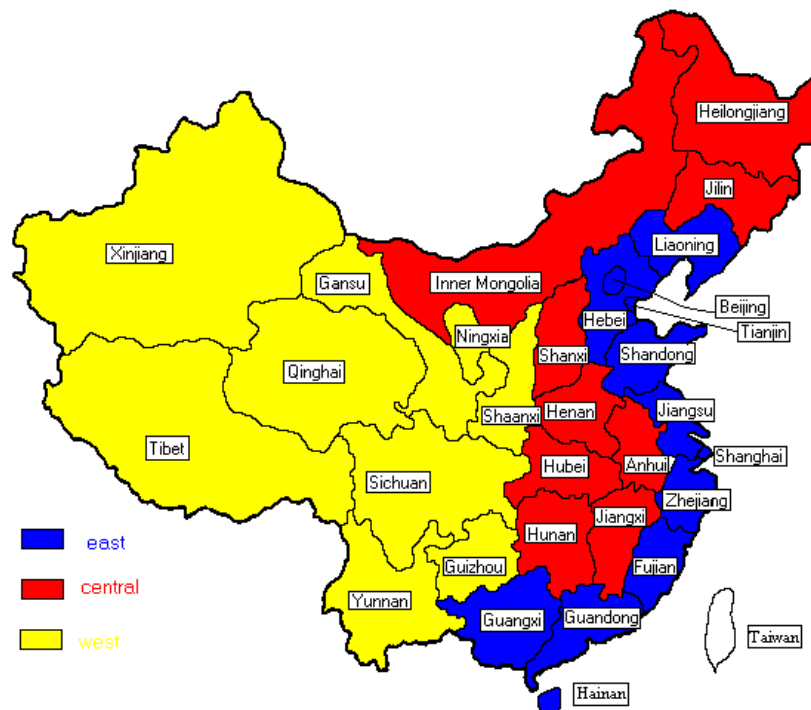 Heilongjiang
Jilin
Liaoning
Xinjiang
Gansu
Inner Mongolia
Beijing
Hebei
Tianjin
Ningxia
Shanxi
Shandong
Qinghai
Shaanxi
Henan
Jiangsu
Tibet
Shanghai
Hubei
Anhui
Sichuan
Zhejiang
Jiangxi
Hunan
east
Guizhou
Fujian
central
Yunnan
Guangxi
Guandong
west
Taiwan
Hainan